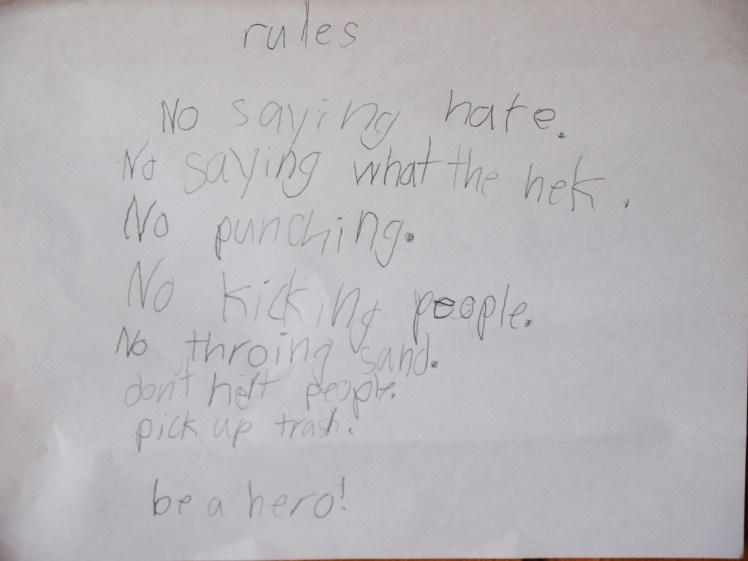 rules
No saying hate.
No saying what the hek.
No punching.
No kicking people.
No throing sand.
don't people.
pick up trash.
be a hero!